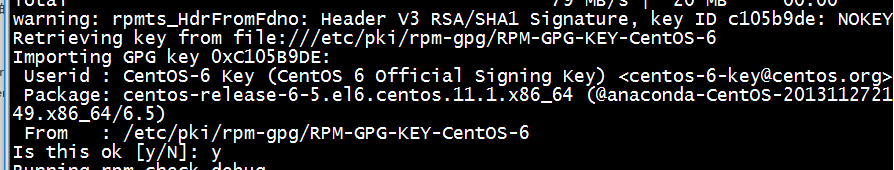 Total 79 MB/s | 20 MB 00:00
warning: rpmts_HdrFromFdno: Header V3 RSA/SHA1 Signature, key ID c105b9de: NOKEY
Retrieving key from file:///etc/pki/rpm-gpg/RPM-GPG-KEY-CentOS-6
Importing GPG key 0xC105B9DE:
 Userid : CentOS-6 Key (CentOS 6 Official Signing Key) <centos-6-key@centos.org>
 Package: centos-release-6-5.el6.centos.11.1.x86_64 (@anaconda-CentOS-2013112721
49.x86_64/6.5)
 From   : /etc/pki/rpm-gpg/RPM-GPG-KEY-CentOS-6
Is this ok [y/N]: y
Running rpm_check_debug